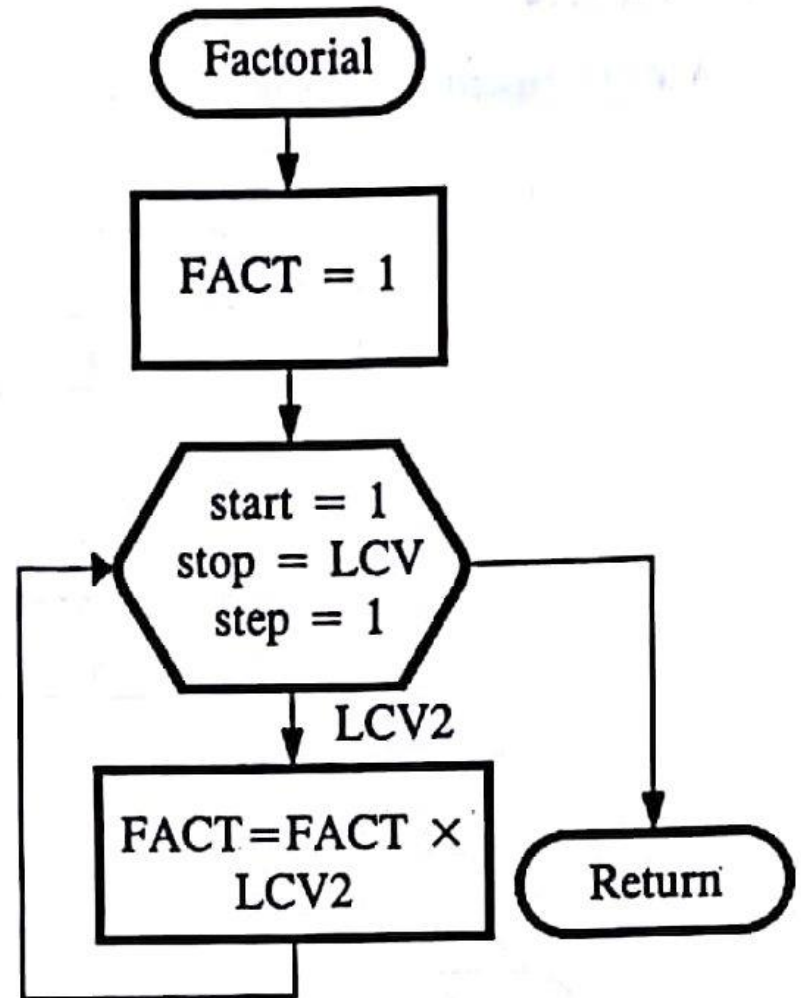 Factorial
FACT = 1
start = 1
stop = LCV
step = 1
LCV2
FACT=FACT ×
LCV2
Return